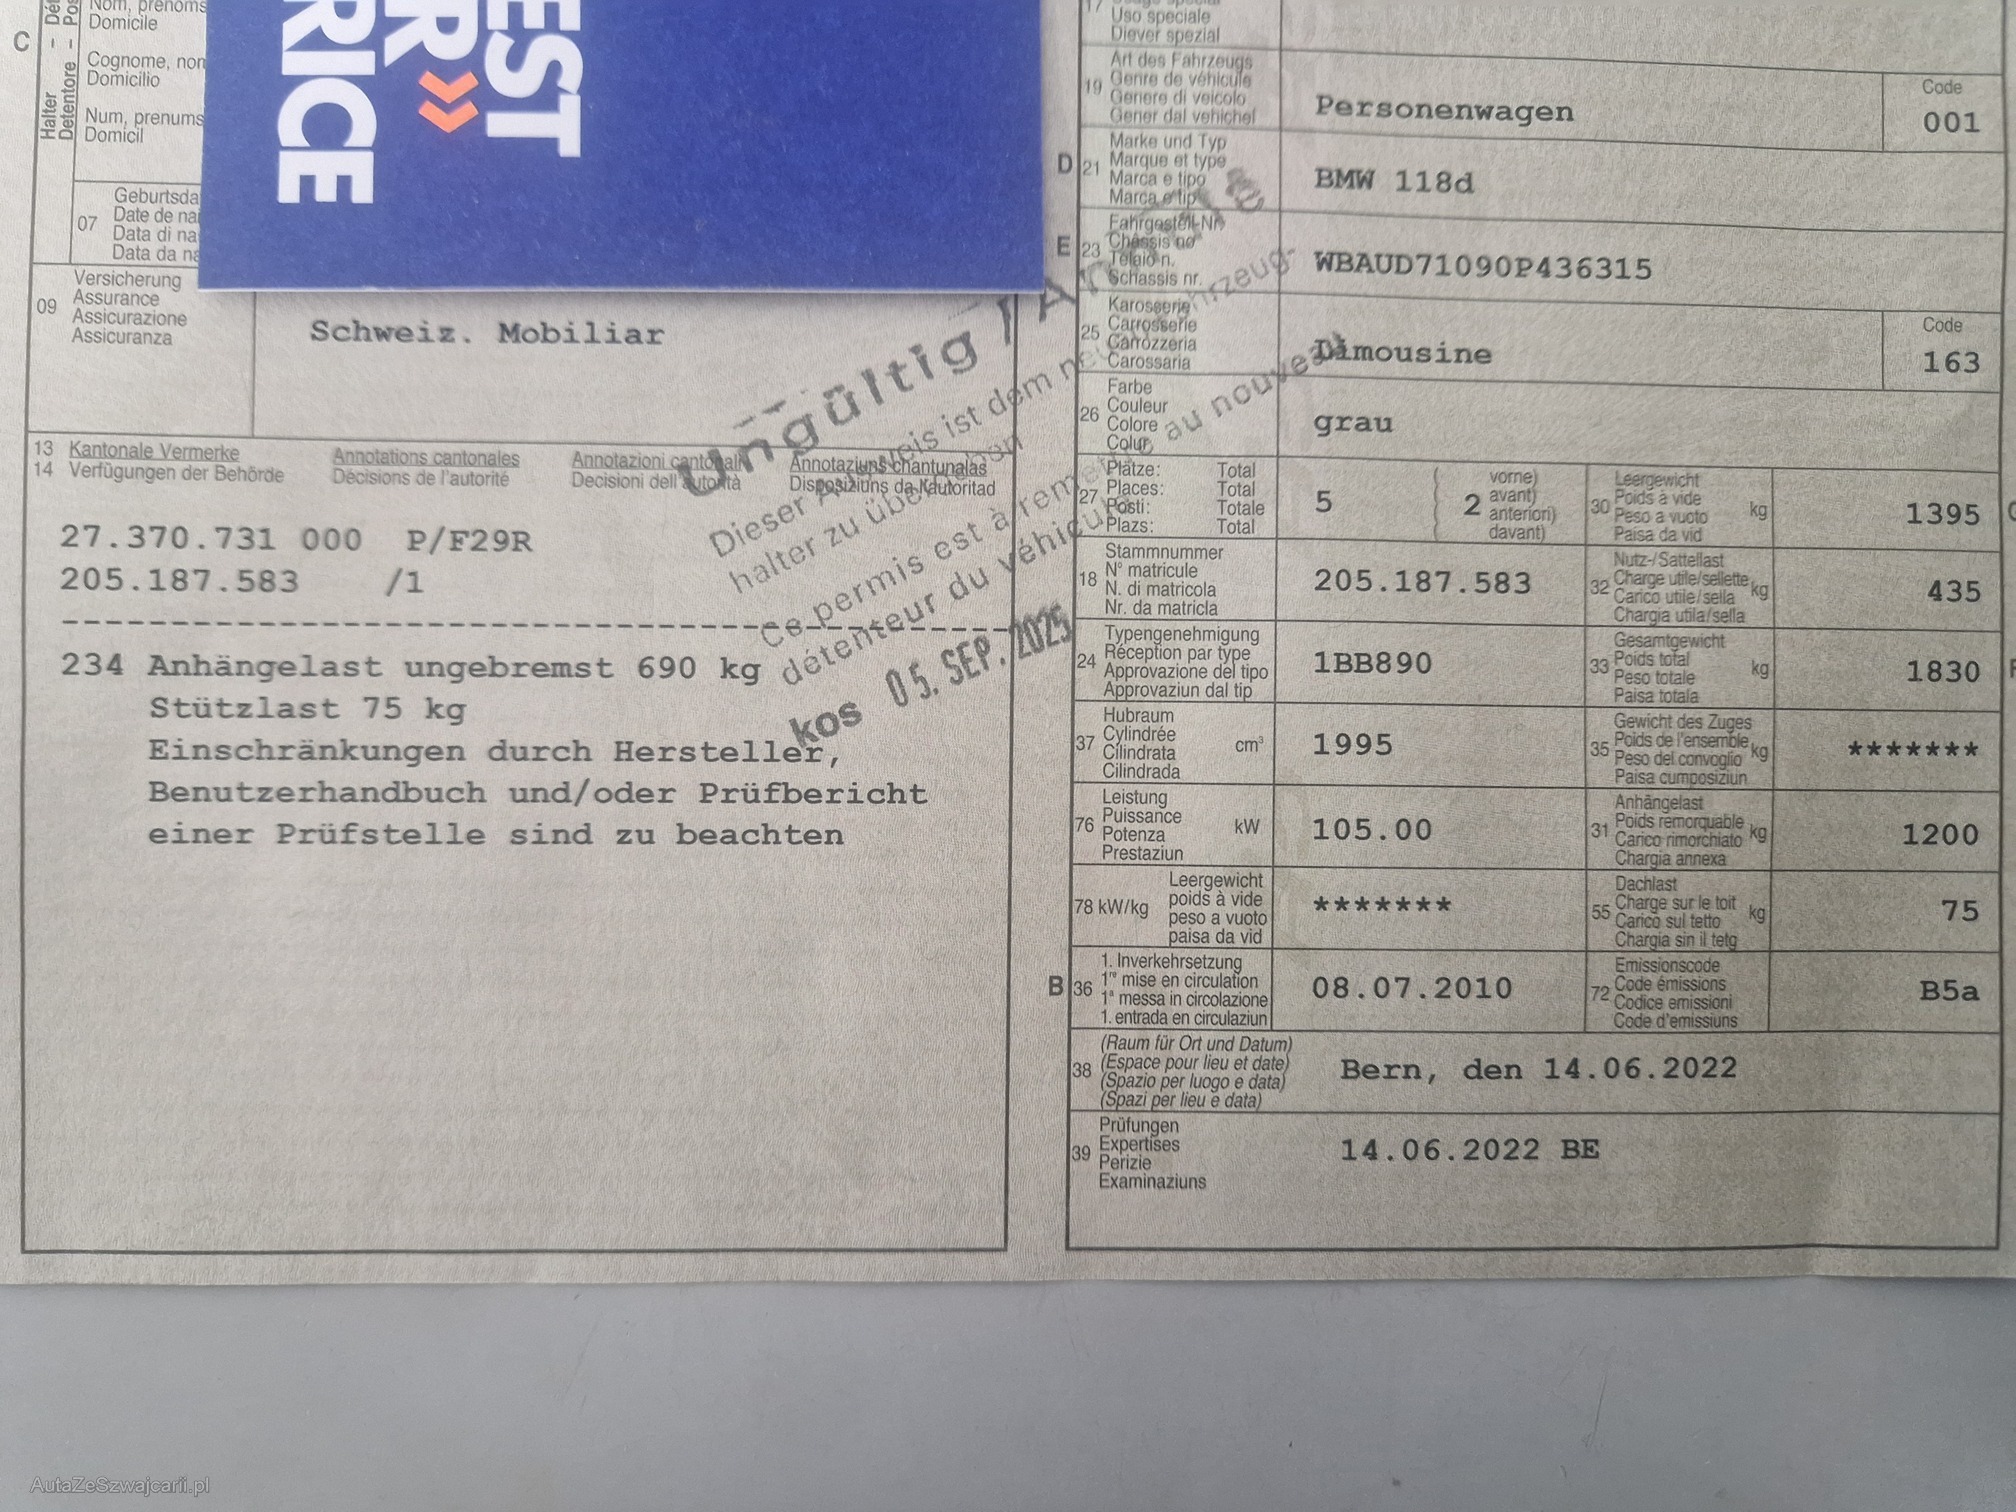 EST
R»
RICE
C
Halter
Detentore
Nom, prénoms
Domicile
Cognome, nom
Domicilio
Num, prenums
Domicil
07
Date de nai
Data di na
Data da na
09 Versicherung
Assurance
Assicurazione
Assicuranza
Schweiz. Mobiliar
13 Kantonale Vermerke Annotations cantonales Annotazioni cantonali Annotaziuns chantunalas
14 Verfügungen der Behörde Décisions de l'autorité Decisioni dell'autorità Disposiziuns da l'autoritad
27.370.731 000 P/F29R
205.187.583 /1
234 Anhängelast ungebremst 690 kg
Stützlast 75 kg
Einschränkungen durch Hersteller,
Benutzerhandbuch und/oder Prüfbericht
einer Prüfstelle sind zu beachten
Ungültig /
Dieser Ausweis ist dem
halter zu übergeben
Ce permis est à remettre au nouveau
détenteur du véhicule
kos 05. SEP. 2025
17
Uso speciale
Diever spezial
19 Art des Fahrzeugs
Genre de véhicule
Genere di veicolo
Gener dal vehichel
Personenwagen
Code
001
D 21 Marke und Typ
Marque et type
Marca e tipo
Marca e tip
BMW 118d
E 23 Fahrgestell-Nr.
Châssis no
Telaio n.
Schassis nr.
WBAUD71090P436315
25 Karosserie
Carrosserie
Carrozzeria
Carossaria
Limousine
Code
163
26 Farbe
Couleur
Colore
Colur
grau
27 Plätze: Total
Places: Total
Posti: Totale
Plazs: Total
5
2 vorne)
avant)
anteriori)
davant)
30 Leergewicht
Poids à vide
Peso a vuoto
Paisa da vid
kg
1395
18 Stammnummer
N° matricule
N. di matricola
Nr. da matricla
205.187.583
32 Nutz-/Sattellast
Charge utile/sellette
Carico utile/sella
Chargia utila/sella
kg
435
24 Typengenehmigung
Réception par type
Approvazione del tipo
Approvaziun dal tip
1BB890
33 Gesamtgewicht
Poids total
Peso totale
Paisa totala
kg
1830
37 Hubraum
Cylindrée
Cilindrata
Cilindrada
cm³
1995
35 Gewicht des Zuges
Poids de l'ensemble
Peso del convoglio
Paisa cumposiziun
kg
*******
76 Leistung
Puissance
Potenza
Prestaziun
kW
105.00
31 Anhängelast
Poids remorquable
Carico rimorchiato
Chargia annexa
kg
1200
78 kW/kg Leergewicht
poids à vide
peso a vuoto
paisa da vid
*******
55 Dachlast
Charge sur le toit
Carico sul tetto
Chargia sin il tetg
kg
75
B 36 1. Inverkehrsetzung
1re mise en circulation
1a messa in circolazione
1. entrada en circulaziun
08.07.2010
72 Emissionscode
Code émissions
Codice emissioni
Code d'emissiuns
B5a
38 (Raum für Ort und Datum)
(Espace pour lieu et date)
(Spazio per luogo e data)
(Spazi per lieu e data)
Bern, den 14.06.2022
39 Prüfungen
Expertises
Perizie
Examinaziuns
14.06.2022 BE
AutaZeSzwajcarii.pl